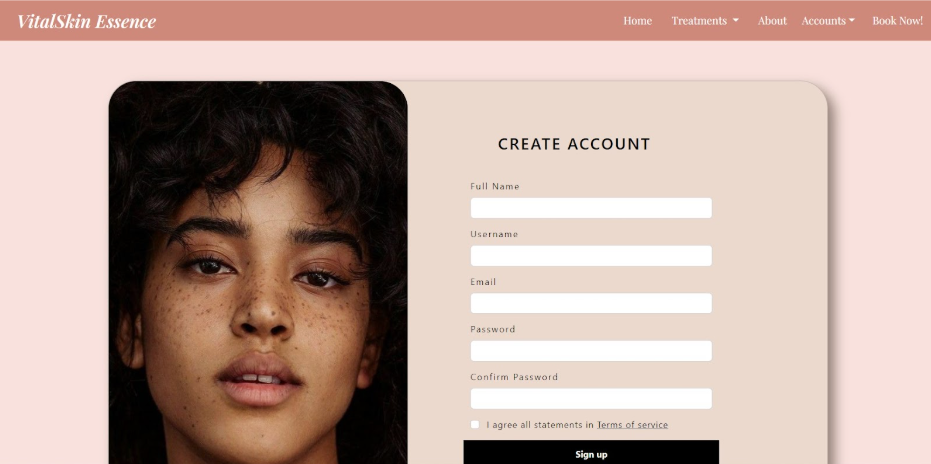 VitalSkin Essence
Home Treatments About Accounts Book Now!
CREATE ACCOUNT
Full Name
Username
Email
Password
Confirm Password
I agree all statements in Terms of service
Sign up